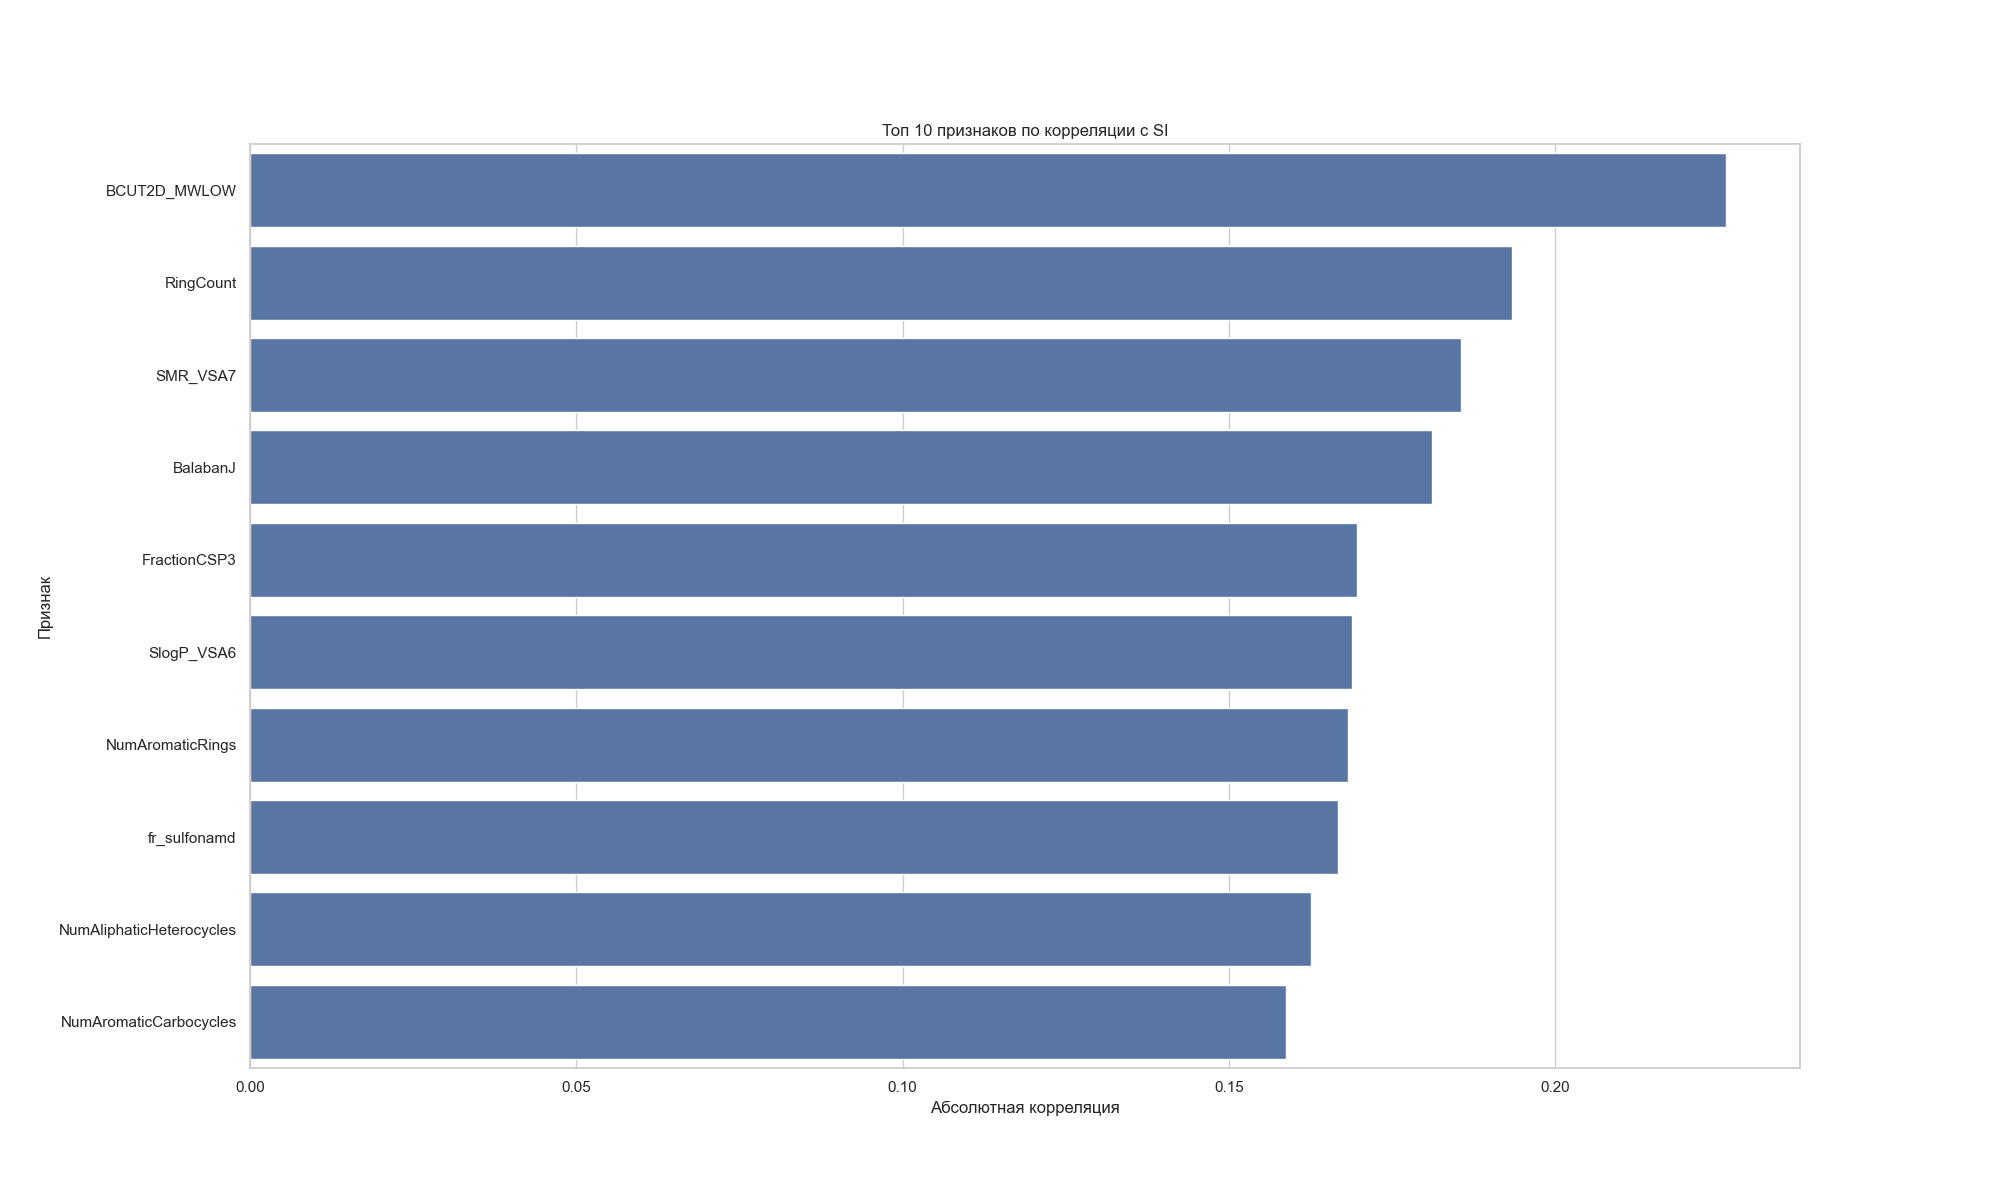 Топ 10 признаков по корреляции с SI
BCUT2D_MWLOW
RingCount
SMR_VSA7
BalabanJ
FractionCSP3
SlogP_VSA6
NumAromaticRings
fr_sulfonamd
NumAliphaticHeterocycles
NumAromaticCarbocycles
Признак
0.00 0.05 0.10 0.15 0.20
Абсолютная корреляция